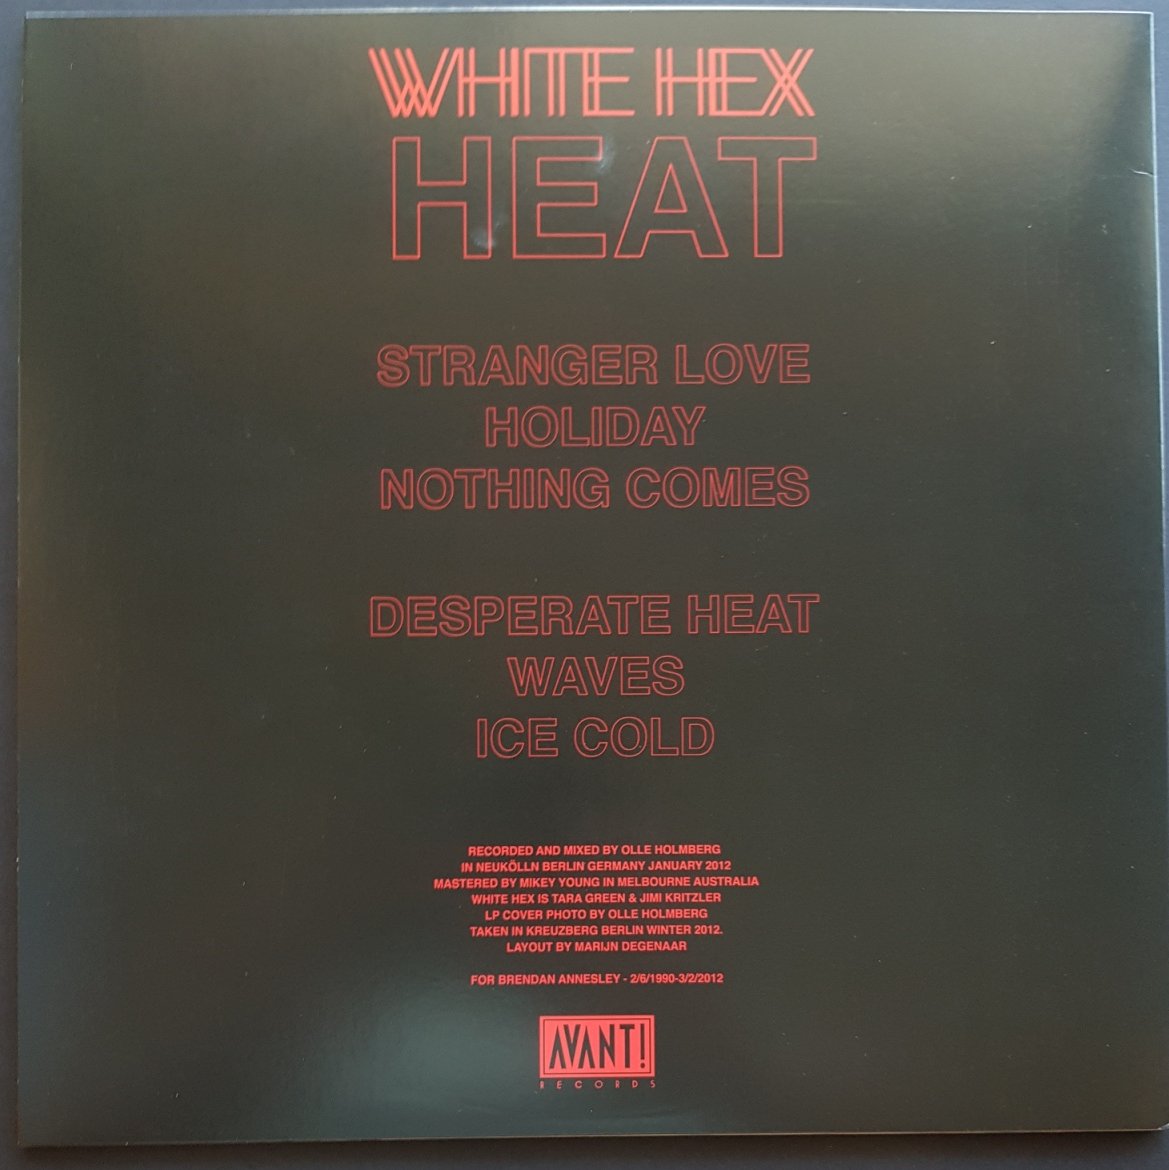 WHITE HEX
HEAT
STRANGER LOVE
HOLIDAY
NOTHING COMES
DESPERATE HEAT
WAVES
ICE COLD
RECORDED AND MIXED BY OLLE HOLMBERG
IN NEUKÖLLN BERLIN GERMANY JANUARY 2012
MASTERED BY MIKEY YOUNG IN MELBOURNE AUSTRALIA
WHITE HEX IS TARA GREEN & JIMI KRITZLER
LP COVER PHOTO BY OLLE HOLMBERG
TAKEN IN KREUZBERG BERLIN WINTER 2012.
LAYOUT BY MARIJN DEGENAAR
FOR BRENDAN ANNESLEY - 2/6/1990-3/2/2012
AVANT!
RECORDS